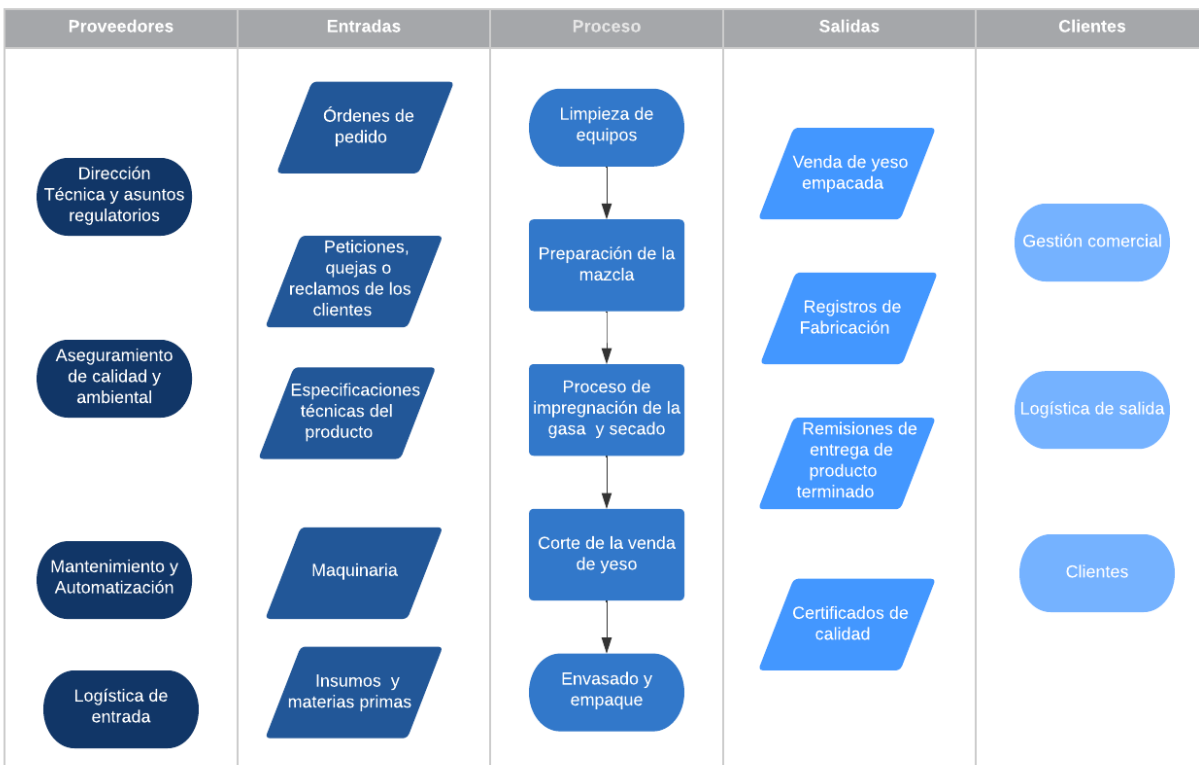 Proveedores
Entradas
Proceso
Salidas
Clientes
Dirección
Técnica y asuntos
regulatorios
Aseguramiento
de calidad y
ambiental
Mantenimiento y
Automatización
Logística de
entrada
Órdenes de
pedido
Peticiones,
quejas o
reclamos de los
clientes
Especificaciones
técnicas del
producto
Maquinaria
Insumos y
materias primas
Limpieza de
equipos
Preparación de la
mazcla
Proceso de
impregnación de la
gasa y secado
Corte de la venda
de yeso
Envasado y
empaque
Venda de yeso
empacada
Registros de
Fabricación
Remisiones de
entrega de
producto
terminado
Certificados de
calidad
Gestión comercial
Logística de salida
Clientes